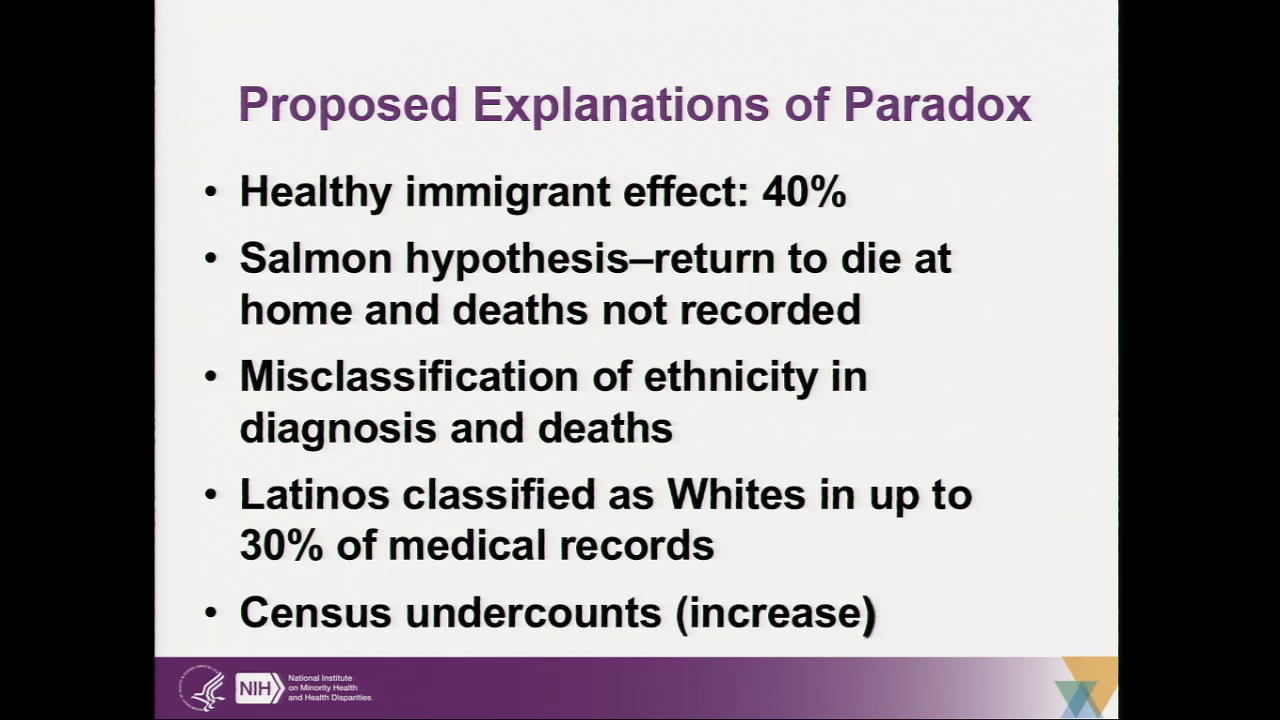 Proposed Explanations of Paradox
• Healthy immigrant effect: 40%
• Salmon hypothesis–return to die at
home and deaths not recorded
• Misclassification of ethnicity in
diagnosis and deaths
• Latinos classified as Whites in up to
30% of medical records
• Census undercounts (increase)
NIH
National Institute
on Minority Health
and Health Disparities